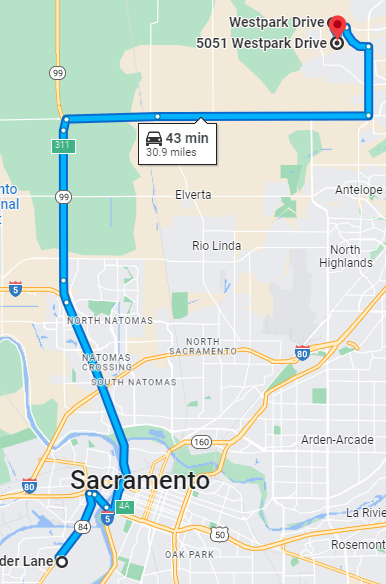 Westpark Drive
5051 Westpark Drive
99
43 min
30.9 miles
311
99
Elverta
Antelope
Rio Linda
North
Highlands
5
NORTH NATOMAS
NATOMAS
CROSSING
NORTH
SACRAMENTO
80
SOUTH NATOMAS
160
Arden-Arcade
Sacramento
80
4A
5
84
50
La Rivie
Rosemont
OAK PARK
der Lane